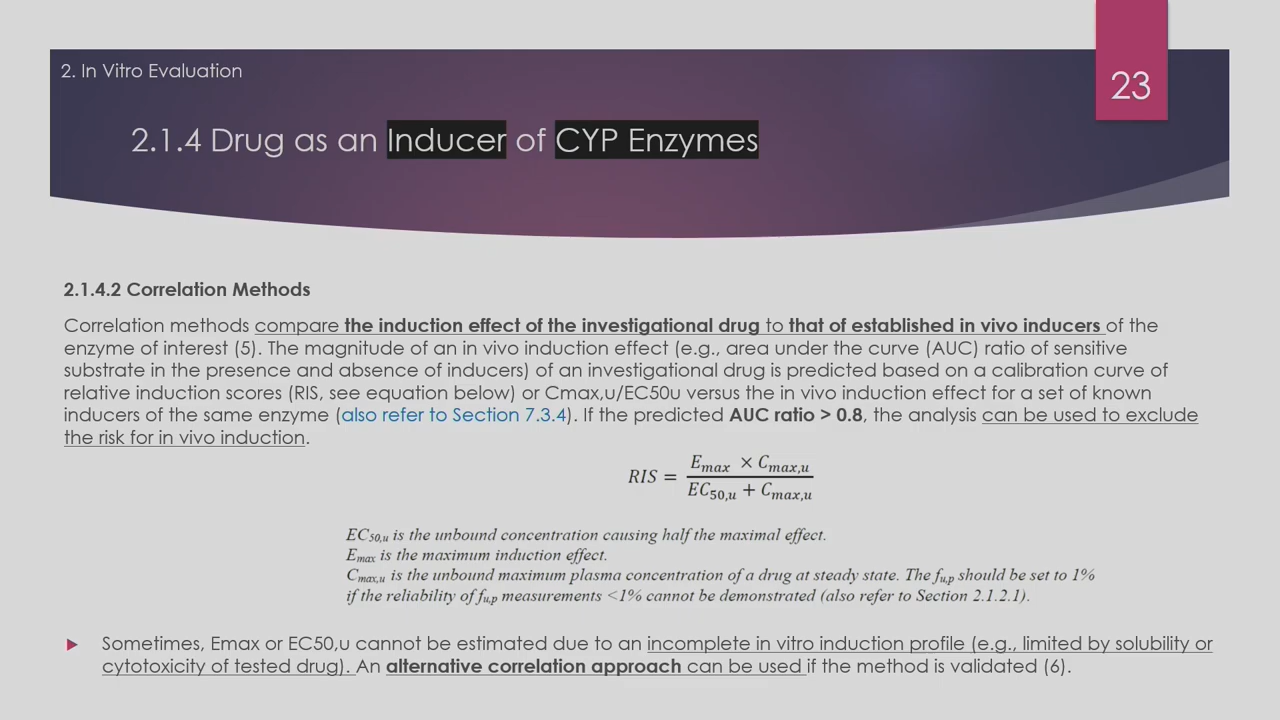 2. In Vitro Evaluation
23
2.1.4 Drug as an Inducer of CYP Enzymes
2.1.4.2 Correlation Methods
Correlation methods compare the induction effect of the investigational drug to that of established in vivo inducers of the
enzyme of interest (5). The magnitude of an in vivo induction effect (e.g., area under the curve (AUC) ratio of sensitive
substrate in the presence and absence of inducers) of an investigational drug is predicted based on a calibration curve of
relative induction scores (RIS, see equation below) or Cmax,u/EC50u versus the in vivo induction effect for a set of known
inducers of the same enzyme (also refer to Section 7.3.4). If the predicted AUC ratio > 0.8, the analysis can be used to exclude
the risk for in vivo induction.
RIS = (E_max × C_max,u) / (EC_50,u + C_max,u)
EC50,u is the unbound concentration causing half the maximal effect.
Emax is the maximum induction effect.
Cmax,u is the unbound maximum plasma concentration of a drug at steady state. The fu,p should be set to 1%
if the reliability of fu,p measurements <1% cannot be demonstrated (also refer to Section 2.1.2.1).
Sometimes, Emax or EC50,u cannot be estimated due to an incomplete in vitro induction profile (e.g., limited by solubility or
cytotoxicity of tested drug). An alternative correlation approach can be used if the method is validated (6).